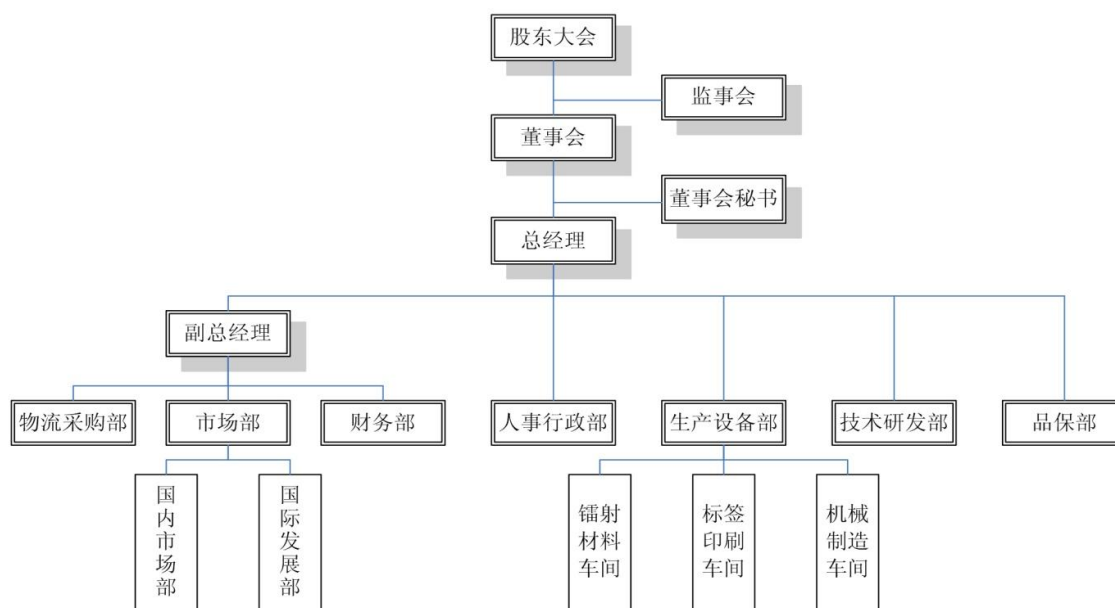 股东大会
监事会
董事会
董事会秘书
总经理
副总经理
物流采购部
市场部
财务部
人事行政部
生产设备部
技术研发部
品保部
国内市场部
国际发展部
镭射
材料
车间
标签
印刷
车间
机械
制造
车间